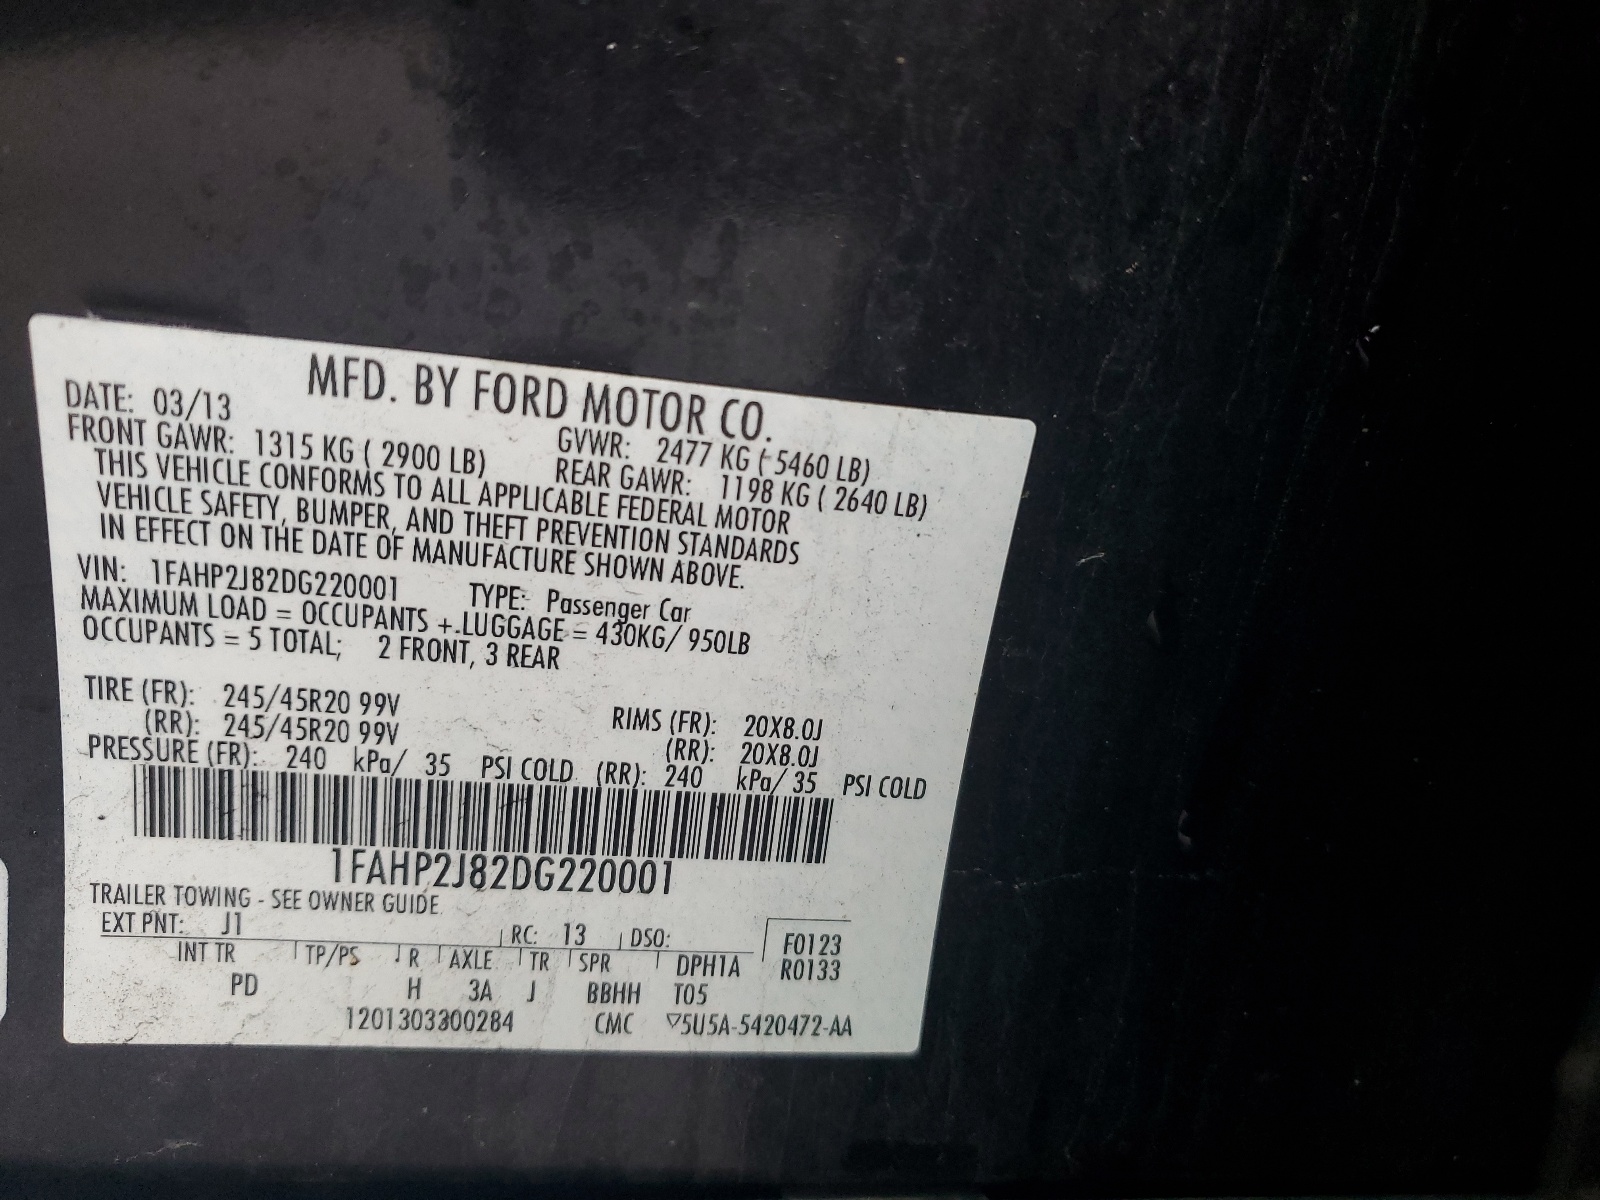 MFD. BY FORD MOTOR CO.
DATE: 03/13 GVWR: 2477 KG ( 5460 LB)
FRONT GAWR: 1315 KG ( 2900 LB) REAR GAWR: 1198 KG ( 2640 LB)
THIS VEHICLE CONFORMS TO ALL APPLICABLE FEDERAL MOTOR
VEHICLE SAFETY, BUMPER, AND THEFT PREVENTION STANDARDS
IN EFFECT ON THE DATE OF MANUFACTURE SHOWN ABOVE.
VIN: 1FAHP2J82DG220001 TYPE: Passenger Car
MAXIMUM LOAD = OCCUPANTS + LUGGAGE = 430KG/ 950LB
OCCUPANTS = 5 TOTAL; 2 FRONT, 3 REAR
TIRE (FR): 245/45R20 99V RIMS (FR): 20X8.0J
(RR): 245/45R20 99V (RR): 20X8.0J
PRESSURE (FR): 240 kPa/ 35 PSI COLD (RR): 240 kPa/ 35 PSI COLD
1FAHP2J82DG220001
TRAILER TOWING - SEE OWNER GUIDE
EXT PNT: J1 RC: 13 DSO: F0123
INT TR TP/PS R AXLE TR SPR DPH1A R0133
PD H 3A J BBHH T05
1201303300284 CMC ▽5U5A-5420472-AA